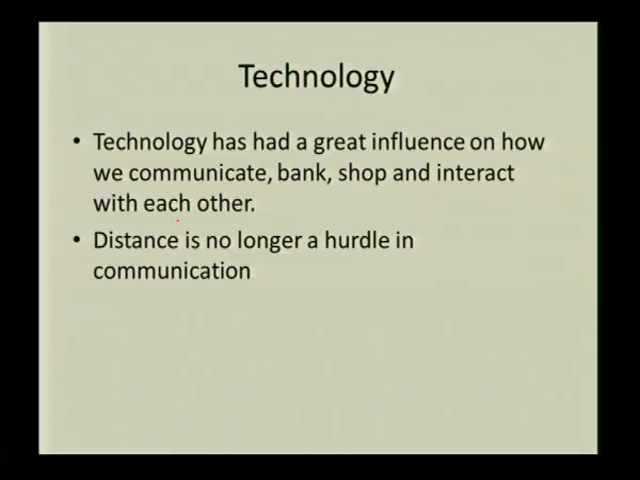 Technology
• Technology has had a great influence on how
we communicate, bank, shop and interact
with each other.
• Distance is no longer a hurdle in
communication